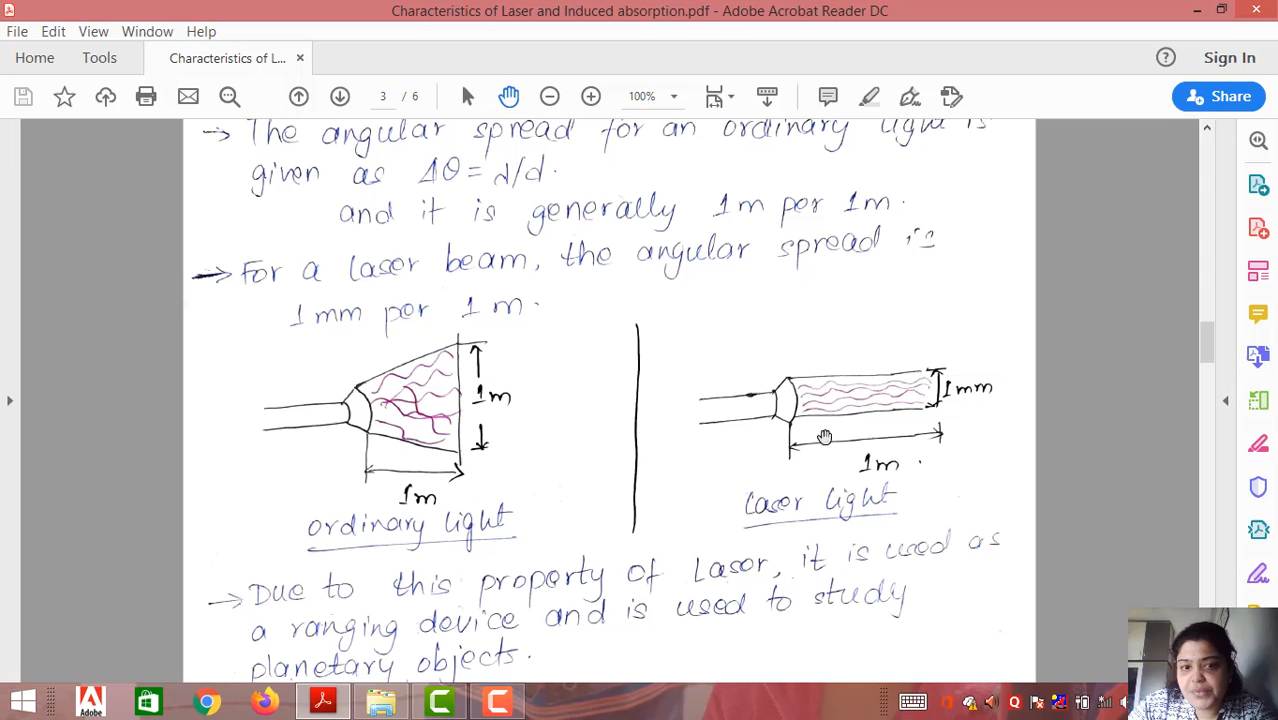 Characteristics of Laser and Induced absorption.pdf - Adobe Acrobat Reader DC
File Edit View Window Help
Home Tools Characteristics of L... × Sign In
3 / 6 100% Share
→ The angular spread for an ordinary light is
given as Δθ = λ/d.
and it is generally 1m per 1m.
→ For a laser beam, the angular spread is
1mm per 1 m.
1m
1mm
1m
1m
ordinary light
laser light
→ Due to this property of Laser, it is used as
a ranging device and is used to study
planetary objects.
Adobe